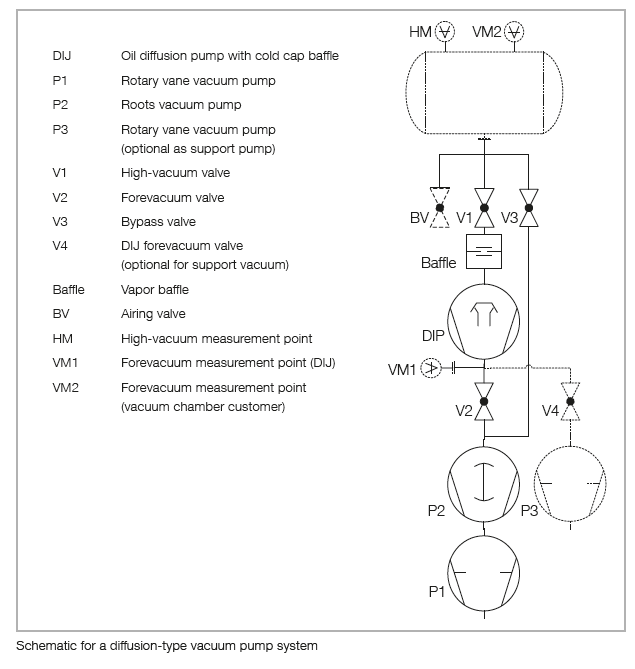 HM VM2
DIJ Oil diffusion pump with cold cap baffle
P1 Rotary vane vacuum pump
P2 Roots vacuum pump
P3 Rotary vane vacuum pump
(optional as support pump)
V1 High-vacuum valve
V2 Forevacuum valve
V3 Bypass valve
V4 DIJ forevacuum valve
(optional for support vacuum)
Baffle Vapor baffle
BV Airing valve
HM High-vacuum measurement point
VM1 Forevacuum measurement point (DIJ)
VM2 Forevacuum measurement point
(vacuum chamber customer)
BV V1 V3
Baffle
DIP
VM1
V2 V4
P2 P3
P1
Schematic for a diffusion-type vacuum pump system